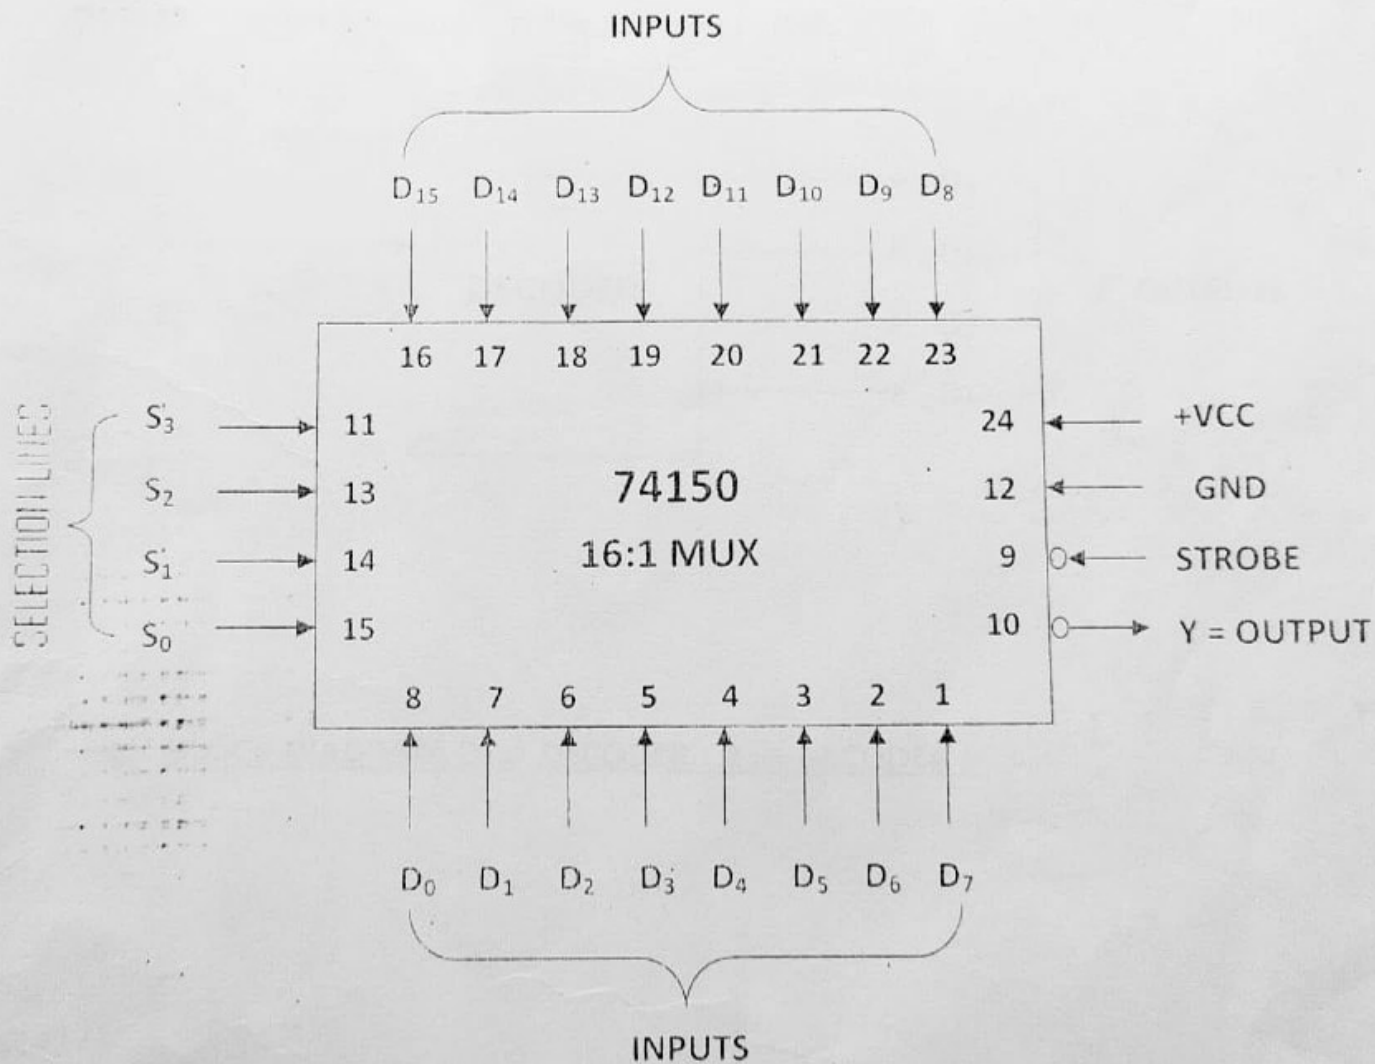 INPUTS
D15 D14 D13 D12 D11 D10 D9 D8
16 17 18 19 20 21 22 23
SELECTION LINES
S3 11 24 +VCC
S2 13 74150 12 GND
S1 14 16:1 MUX 9 STROBE
S0 15 10 Y = OUTPUT
8 7 6 5 4 3 2 1
D0 D1 D2 D3 D4 D5 D6 D7
INPUTS